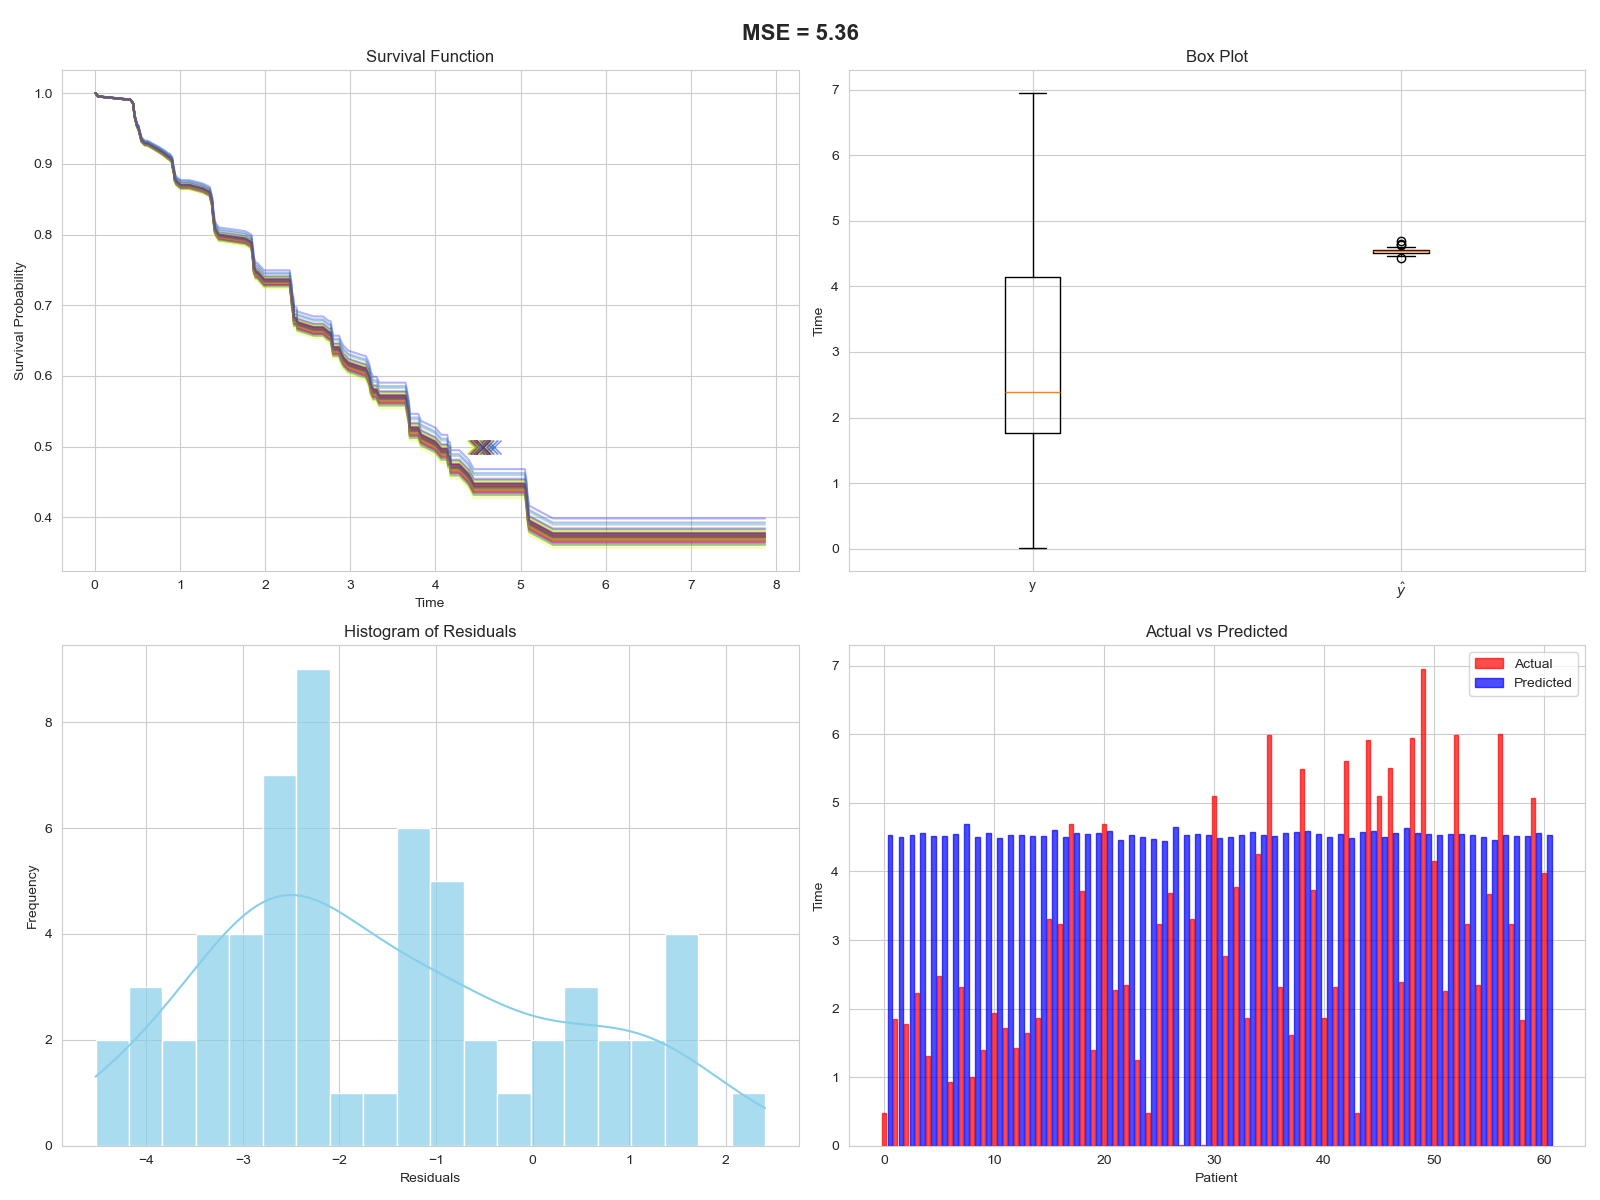 MSE = 5.36
Survival Function
Survival Probability
1.0
0.9
0.8
0.7
0.6
0.5
0.4
0 1 2 3 4 5 6 7 8
Time
Box Plot
Time
7
6
5
4
3
2
1
0
y ŷ
Histogram of Residuals
Frequency
8
6
4
2
0
−4 −3 −2 −1 0 1 2
Residuals
Actual vs Predicted
Actual
Predicted
Time
7
6
5
4
3
2
1
0
0 10 20 30 40 50 60
Patient